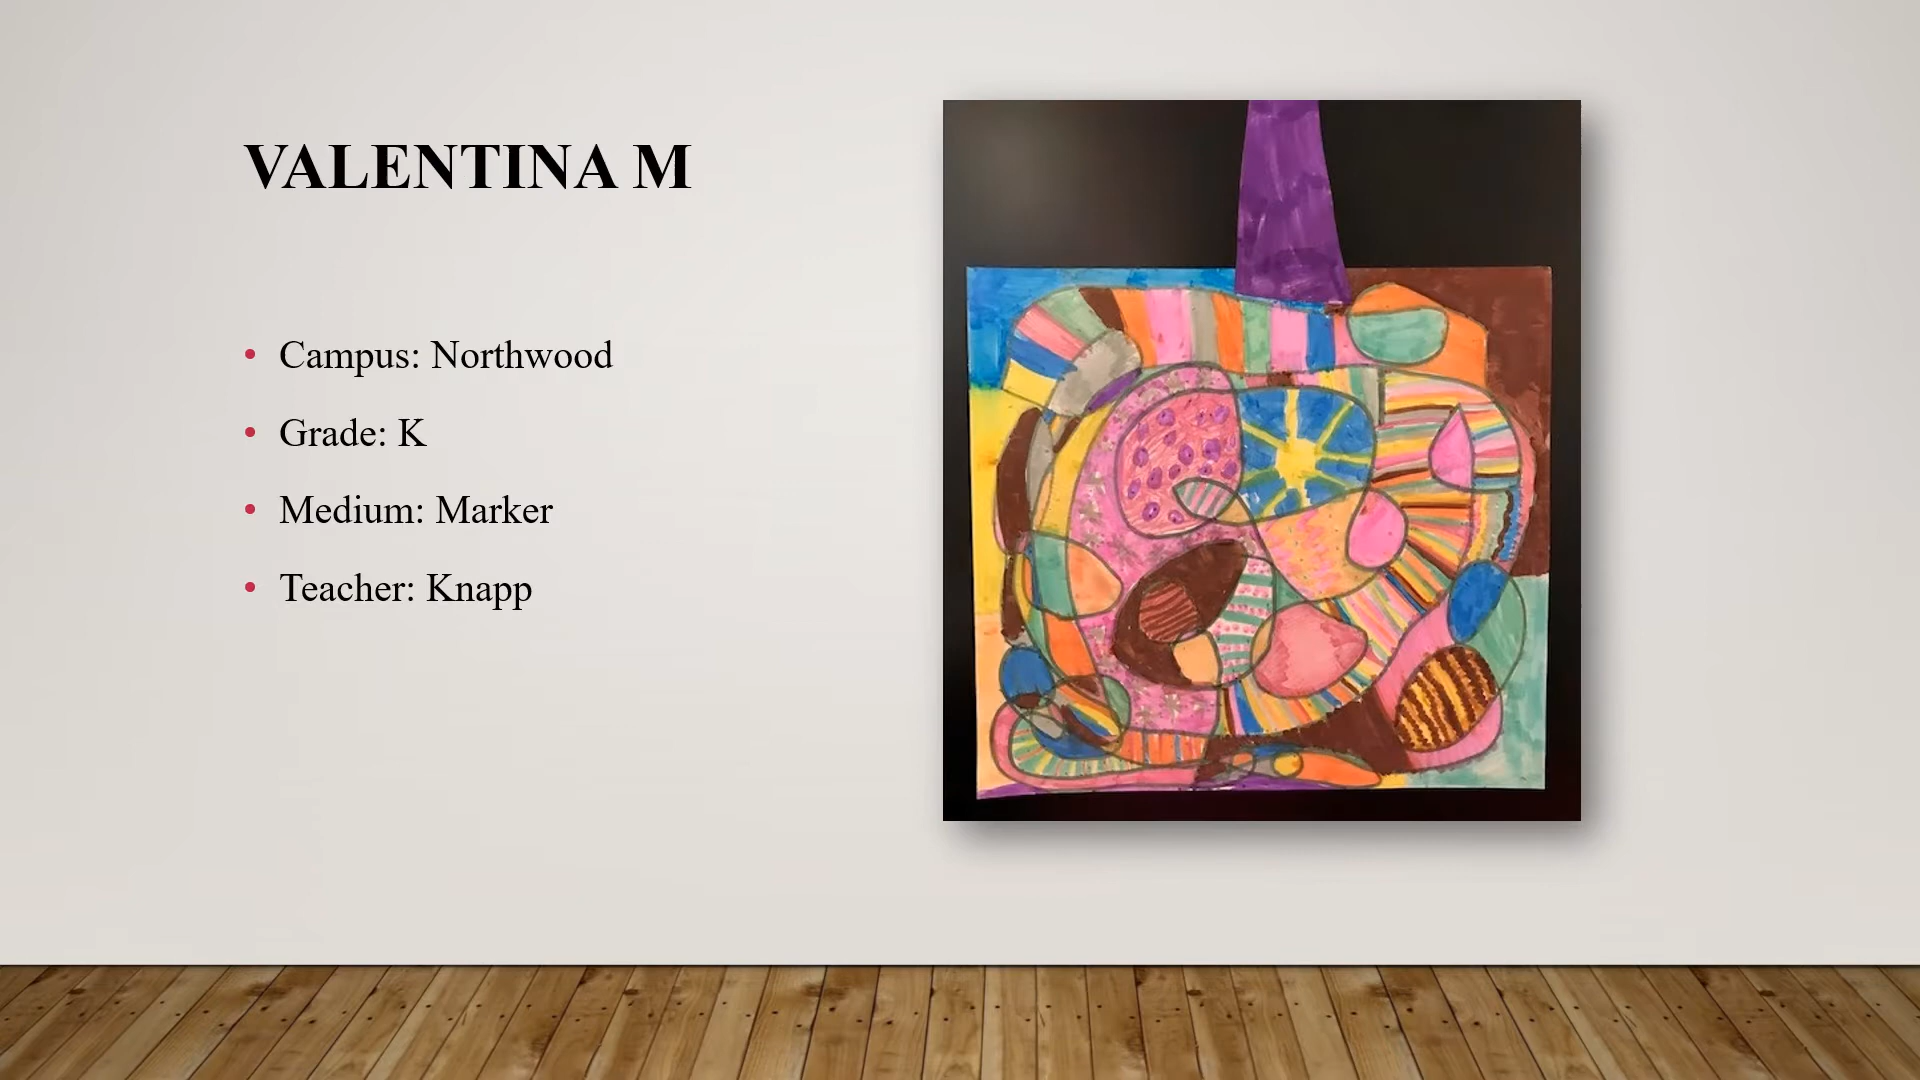 VALENTINA M
• Campus: Northwood
• Grade: K
• Medium: Marker
• Teacher: Knapp